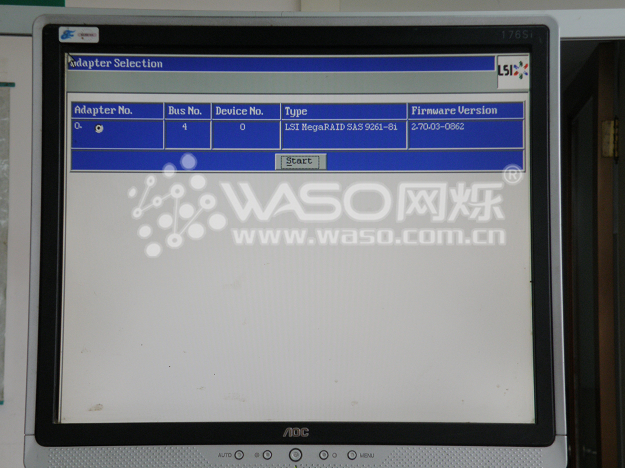 1765
Adapter Selection
LSI
Adapter No. Bus No. Device No. Type Firmware Version
0. 4 0 LSI MegaRAID SAS 9261-8i 2.70.03-0862
Start
WASO网烁®
www.waso.com.cn
AOC
AUTO MENU